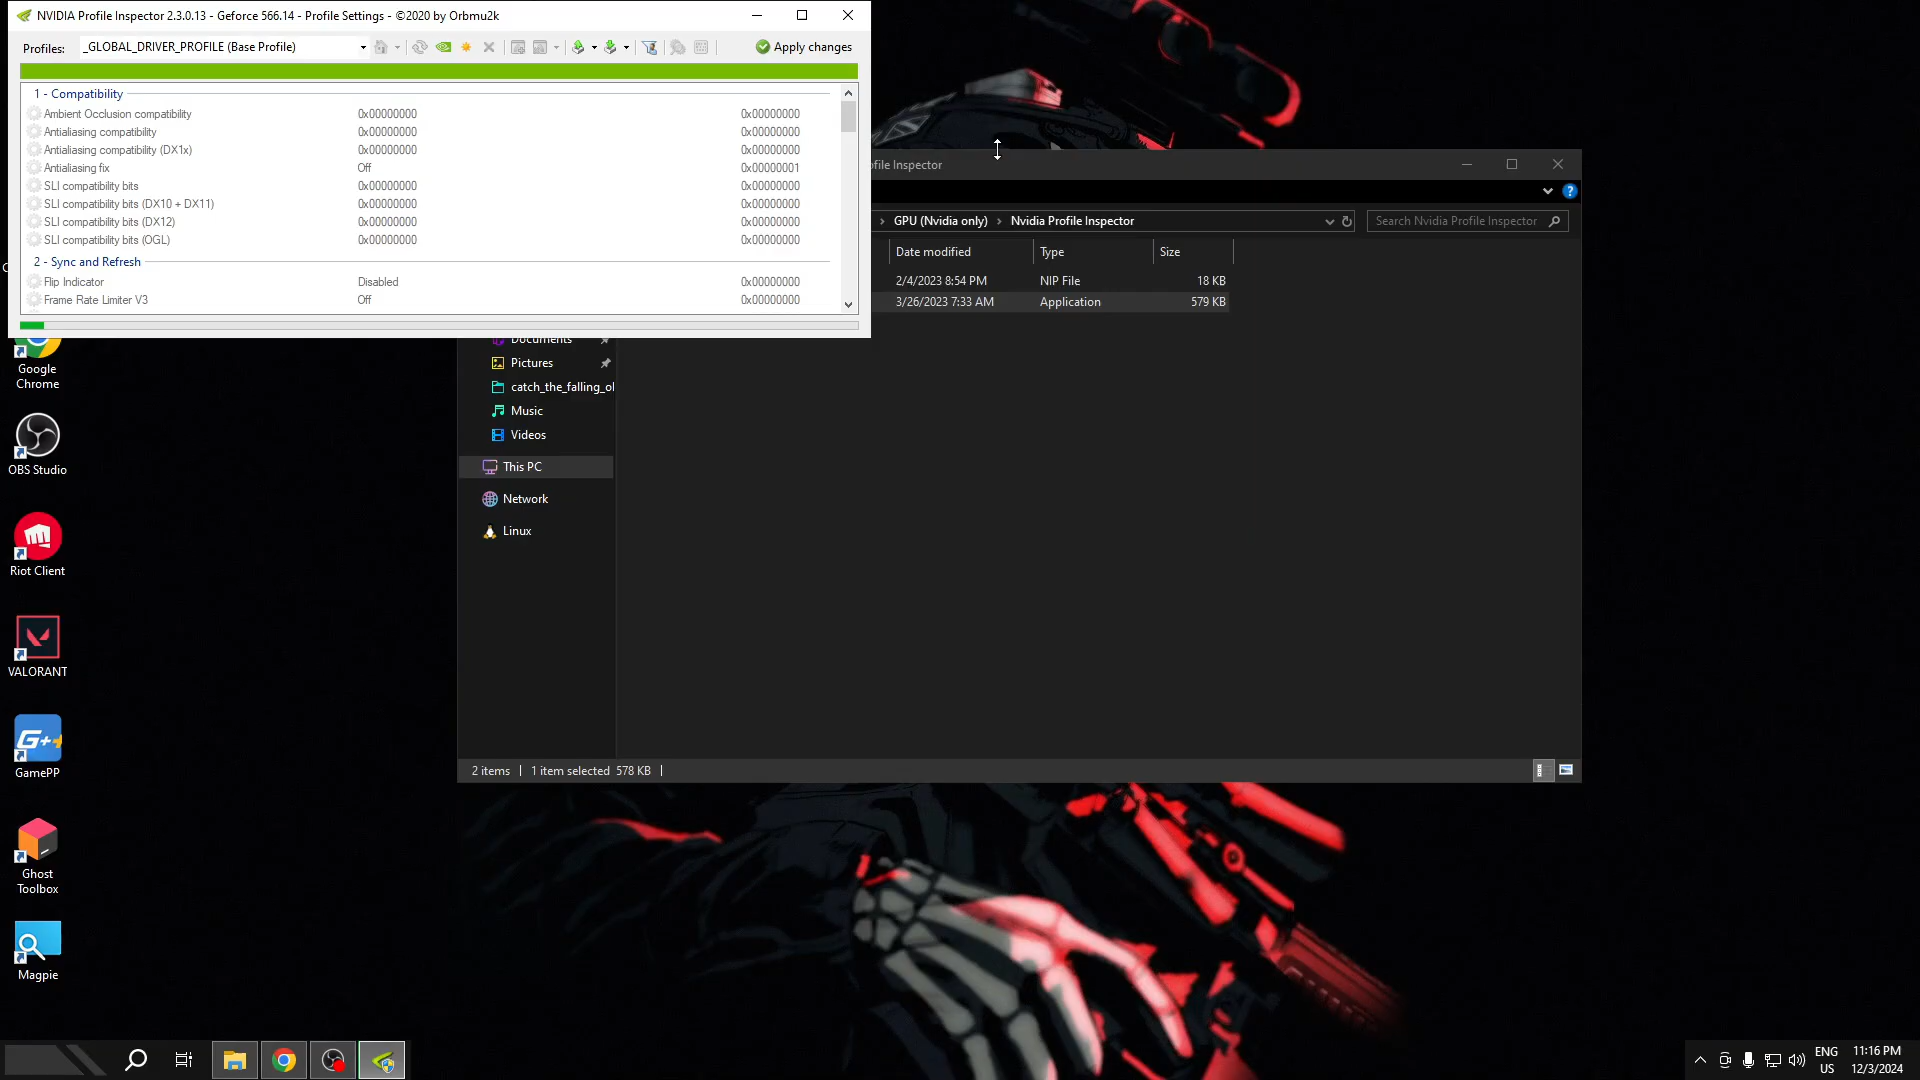 NVIDIA Profile Inspector 2.3.0.13 - Geforce 566.14 - Profile Settings - ©2020 by Orbmu2k
Profiles: _GLOBAL_DRIVER_PROFILE (Base Profile)
Apply changes
1 - Compatibility
Ambient Occlusion compatibility 0x00000000 0x00000000
Antialiasing compatibility 0x00000000 0x00000000
Antialiasing compatibility (DX1x) 0x00000000 0x00000000
Antialiasing fix Off 0x00000001
SLI compatibility bits 0x00000000 0x00000000
SLI compatibility bits (DX10 + DX11) 0x00000000 0x00000000
SLI compatibility bits (DX12) 0x00000000 0x00000000
SLI compatibility bits (OGL) 0x00000000 0x00000000
2 - Sync and Refresh
Flip Indicator Disabled 0x00000000
Frame Rate Limiter V3 Off 0x00000000
Inspector
GPU (Nvidia only) › Nvidia Profile Inspector
Search Nvidia Profile Inspector
Date modified Type Size
2/4/2023 8:54 PM NIP File 18 KB
3/26/2023 7:33 AM Application 579 KB
Documents
Pictures
catch_the_falling_ol
Music
Videos
This PC
Network
Linux
2 items 1 item selected 578 KB
Google
Chrome
OBS Studio
Riot Client
VALORANT
G++
GamePP
Ghost
Toolbox
Magpie
ENG
US
11:16 PM
12/3/2024